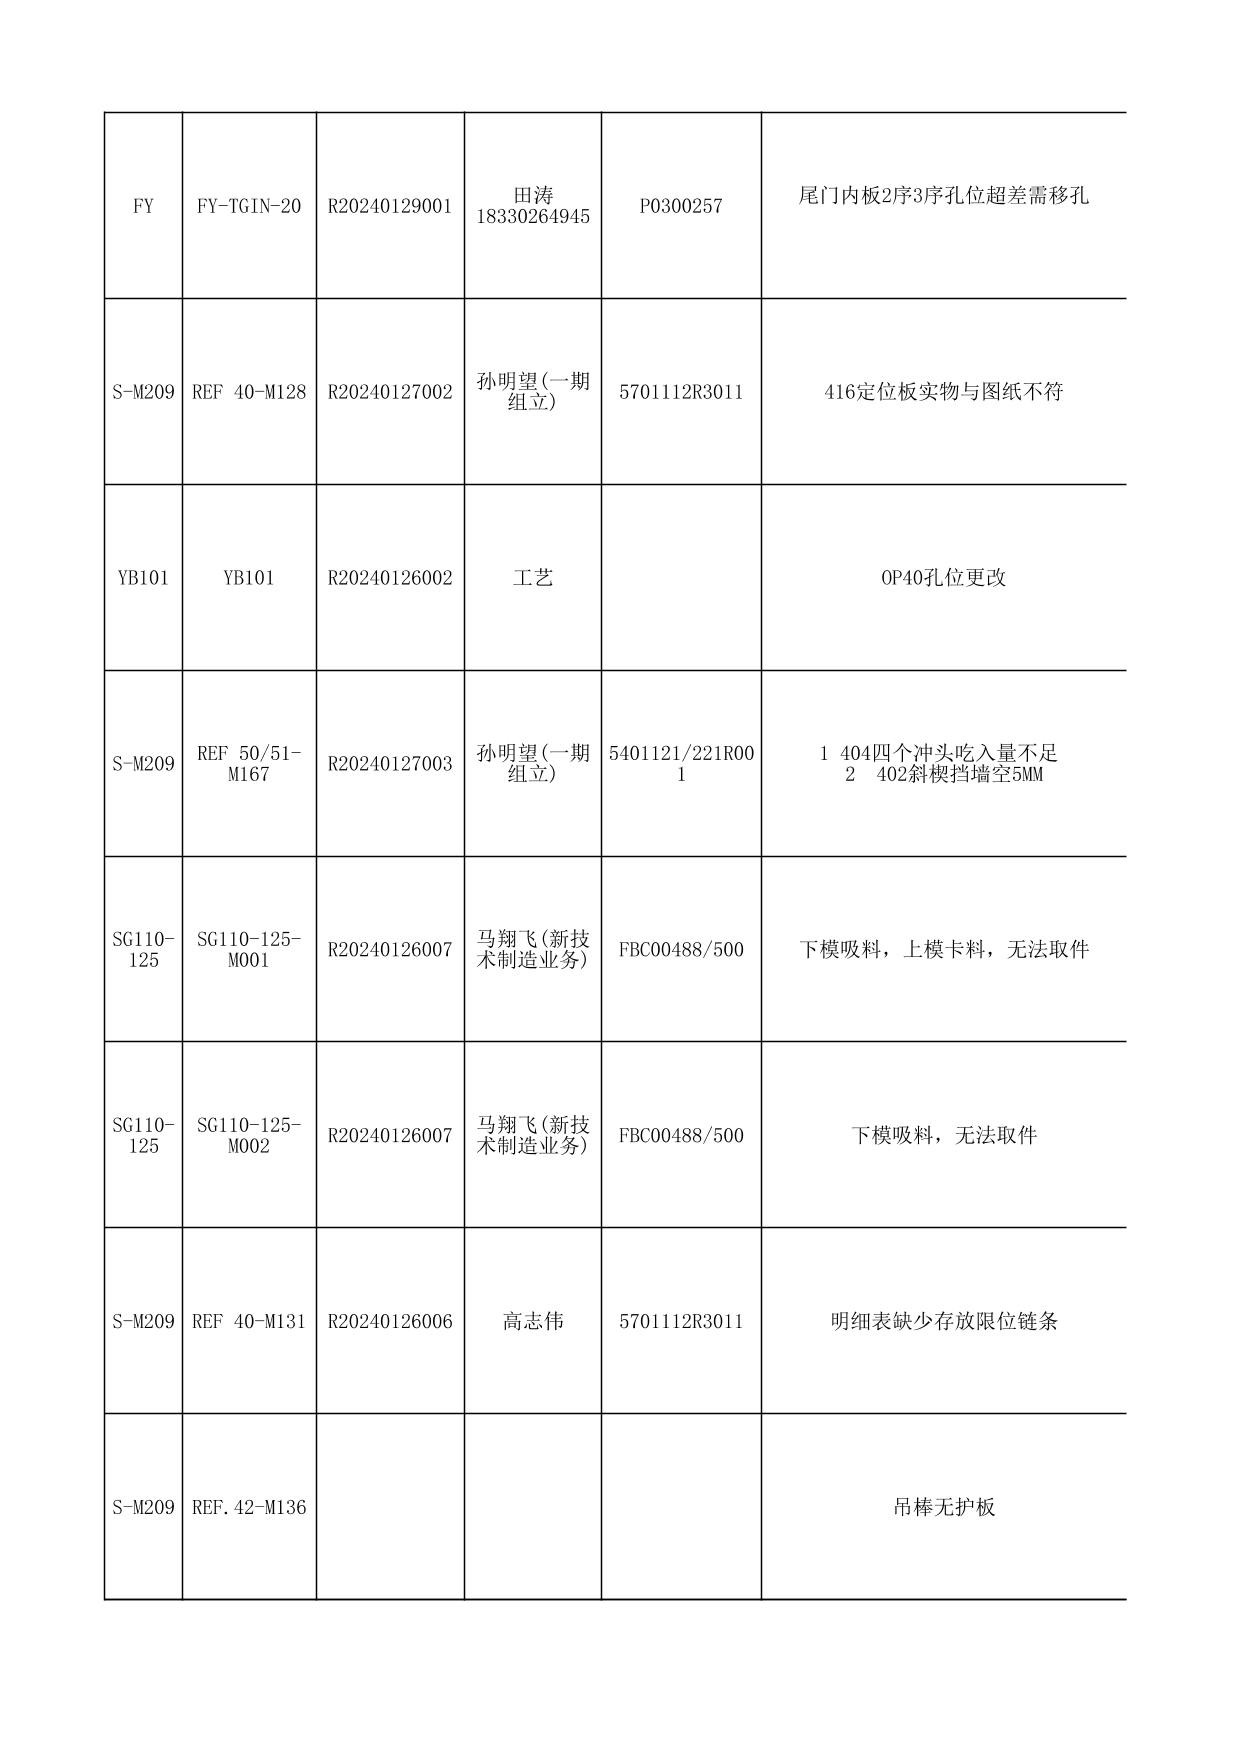 FY
FY-TGIN-20
R20240129001
田涛
18330264945
P0300257
尾门内板2序3序孔位超差需移孔
S-M209
REF 40-M128
R20240127002
孙明望(一期
组立)
5701112R3011
416定位板实物与图纸不符
YB101
YB101
R20240126002
工艺
OP40孔位更改
S-M209
REF 50/51-
M167
R20240127003
孙明望(一期
组立)
5401121/221R00
1
1 404四个冲头吃入量不足
2  402斜楔挡墙空5MM
SG110-
125
SG110-125-
M001
R20240126007
马翔飞(新技
术制造业务)
FBC00488/500
下模吸料，上模卡料，无法取件
SG110-
125
SG110-125-
M002
R20240126007
马翔飞(新技
术制造业务)
FBC00488/500
下模吸料，无法取件
S-M209
REF 40-M131
R20240126006
高志伟
5701112R3011
明细表缺少存放限位链条
S-M209
REF.42-M136
吊棒无护板